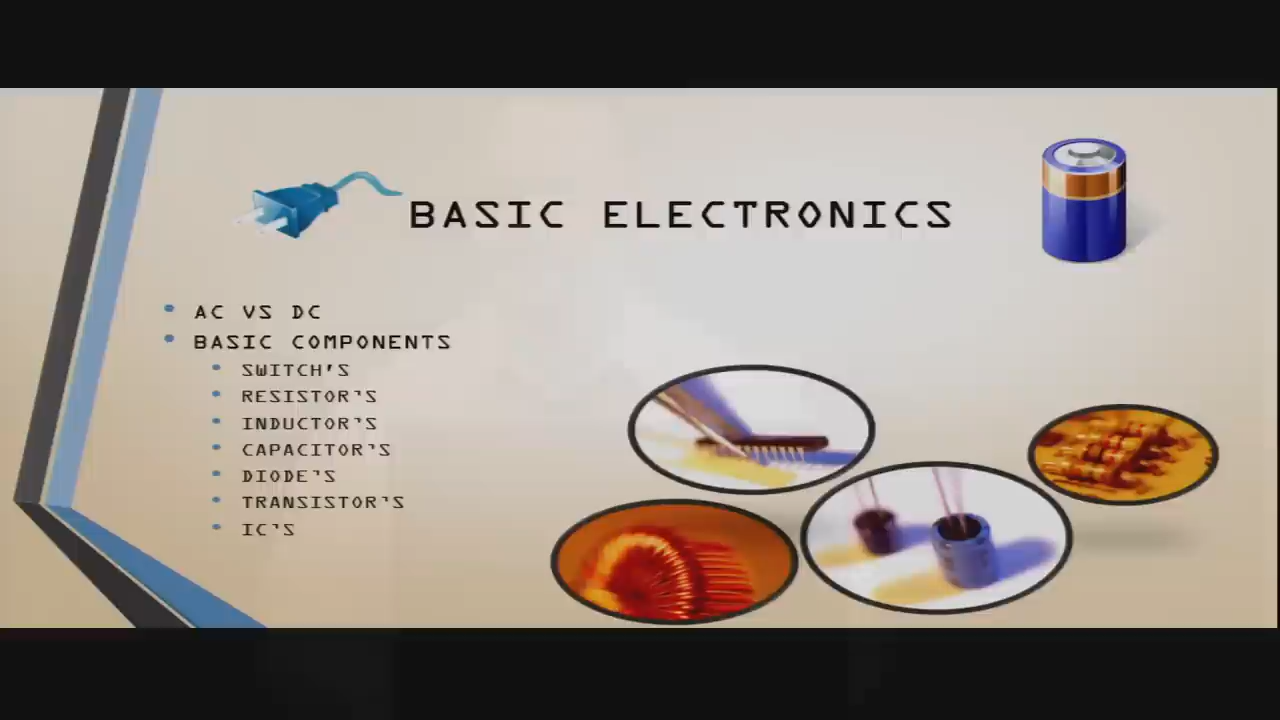 BASIC ELECTRONICS
AC VS DC
BASIC COMPONENTS
SWITCH'S
RESISTOR'S
INDUCTOR'S
CAPACITOR'S
DIODE'S
TRANSISTOR'S
IC'S